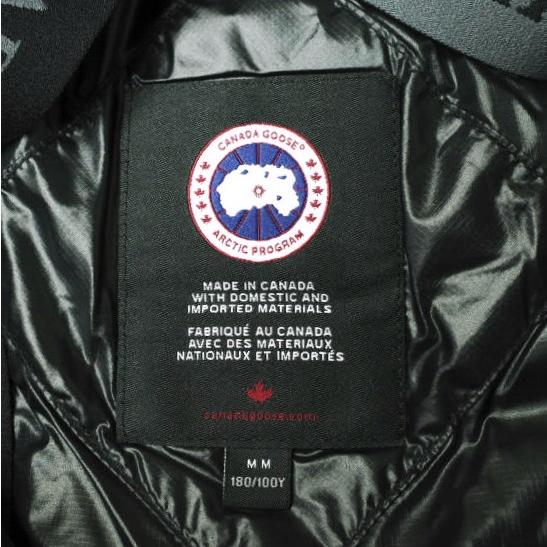 CANADA GOOSE®
ARCTIC PROGRAM
MADE IN CANADA
WITH DOMESTIC AND
IMPORTED MATERIALS
FABRIQUÉ AU CANADA
AVEC DES MATERIAUX
NATIONAUX ET IMPORTÉS
canadagoose.com
MM
180/100Y